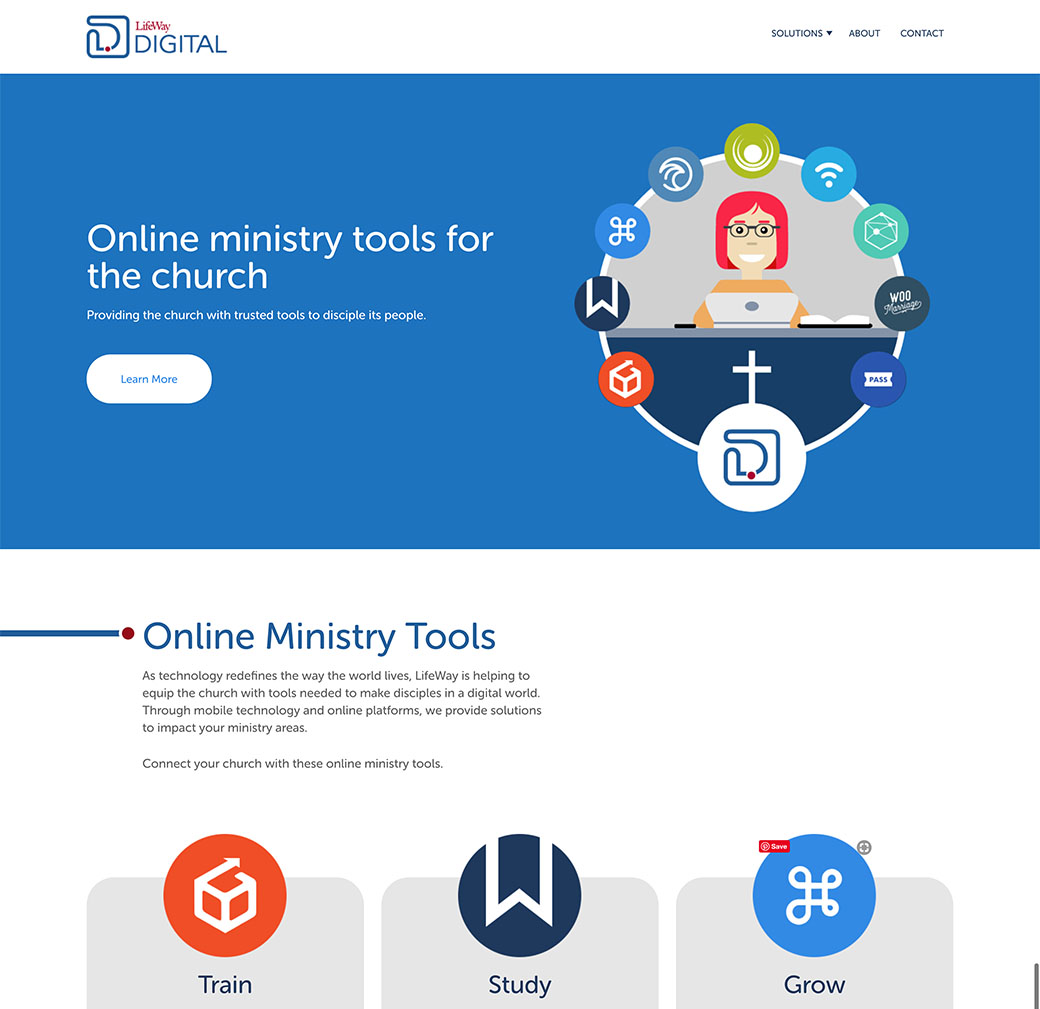 LifeWay
DIGITAL
SOLUTIONS ▼ ABOUT CONTACT
Online ministry tools for
the church
Providing the church with trusted tools to disciple its people.
Learn More
WOO
Marriage
PASS
Online Ministry Tools
As technology redefines the way the world lives, LifeWay is helping to
equip the church with tools needed to make disciples in a digital world.
Through mobile technology and online platforms, we provide solutions
to impact your ministry areas.
Connect your church with these online ministry tools.
Save
Train
Study
Grow